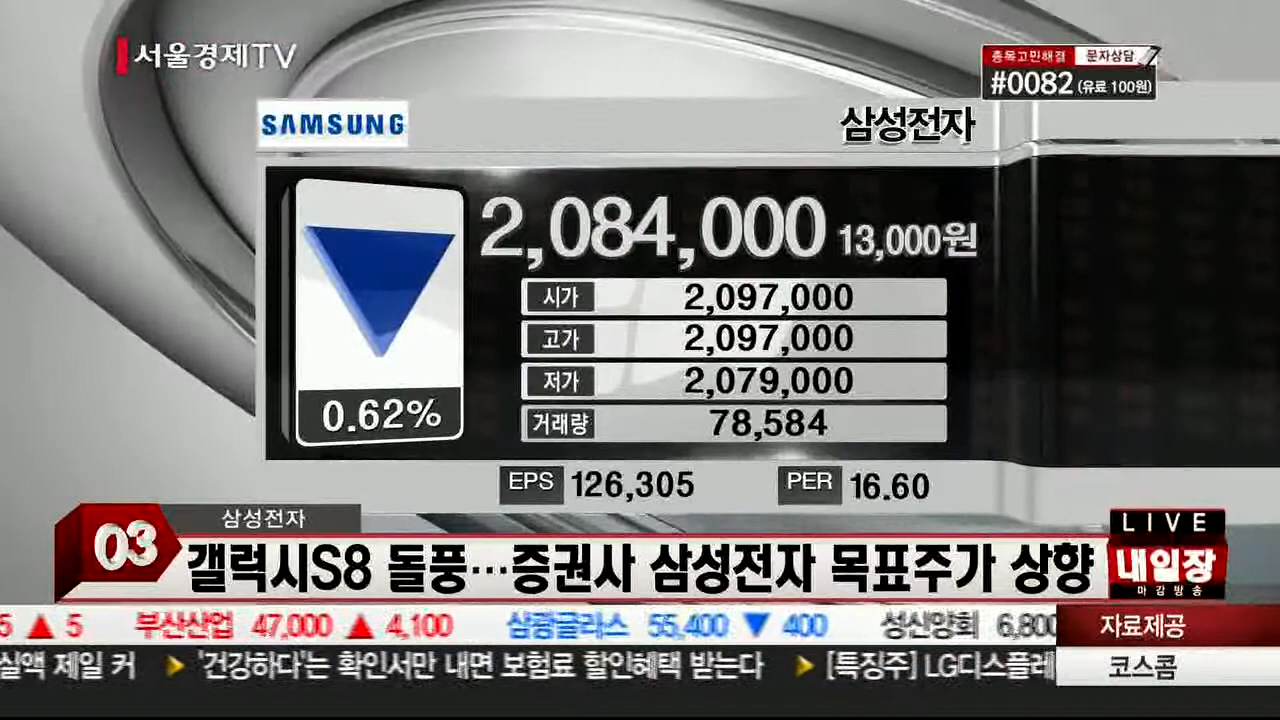 서울경제TV
종목고민해결 문자상담
#0082 (유료 100원)
SAMSUNG 삼성전자
2,084,000 13,000원
0.62%
시가 2,097,000
고가 2,097,000
저가 2,079,000
거래량 78,584
EPS 126,305 PER 16.60
삼성전자
03 갤럭시S8 돌풍…증권사 삼성전자 목표주가 상향
LIVE
내일장
마감방송
5 ▲ 5 부산산업 47,000 ▲ 4,100 삼광글라스 55,400 ▼ 400 성신양회 6,800
자료제공
실액 제일 커 ▶ '건강하다'는 확인서만 내면 보험료 할인혜택 받는다 ▶ [특징주] LG디스플레
코스콤